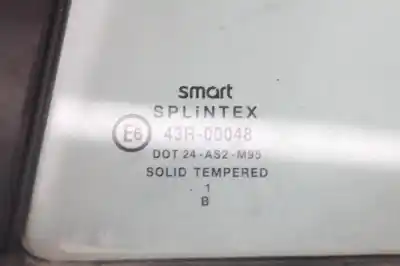 smart
SPLiNTEX
E6 43R-00048
DOT 24-AS2-M95
SOLID TEMPERED
1
B